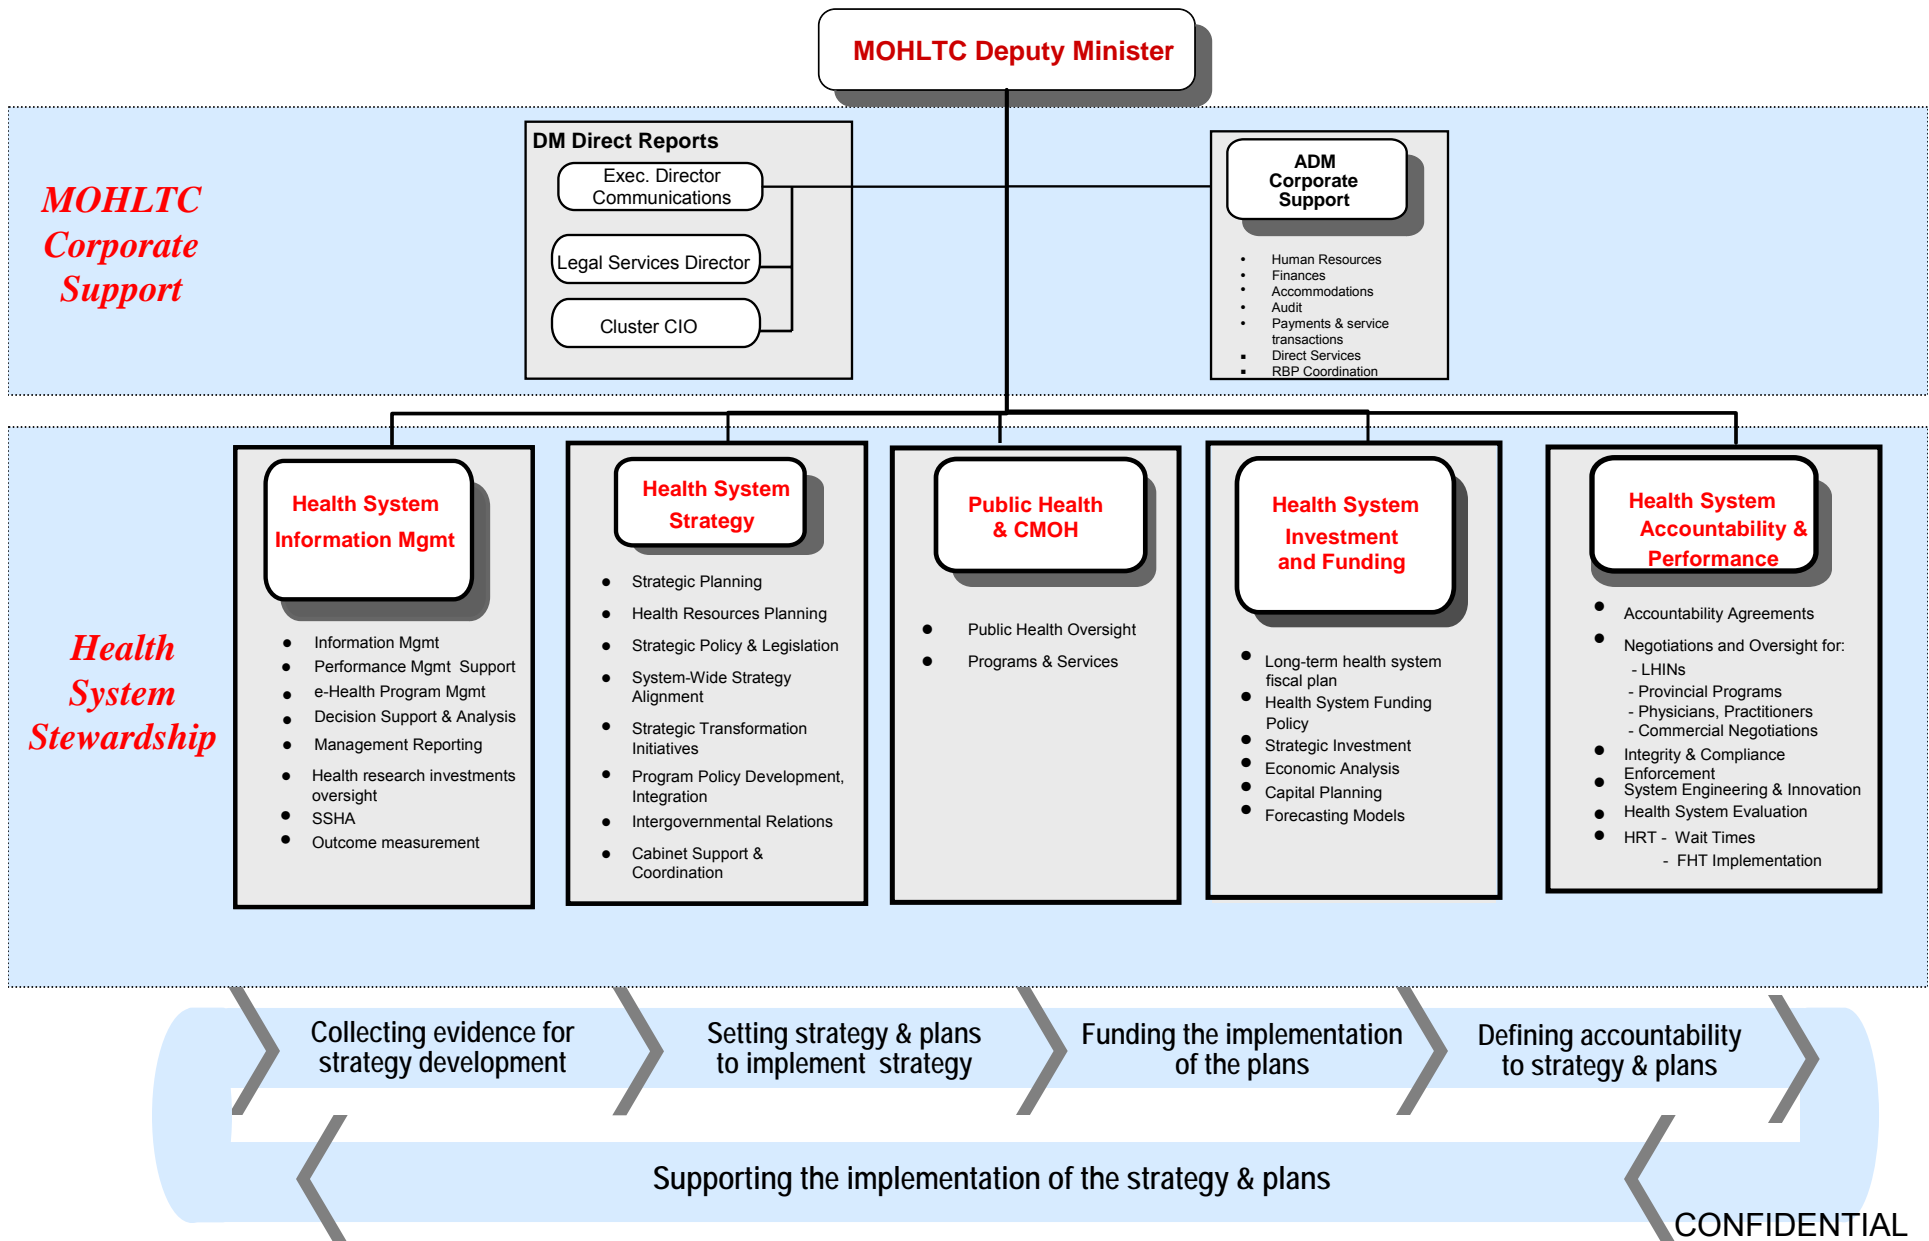 MOHLTC Deputy Minister
MOHLTC
Corporate
Support
DM Direct Reports
Exec. Director
Communications
Legal Services Director
Cluster CIO
ADM
Corporate
Support
• Human Resources
• Finances
• Accommodations
• Audit
• Payments & service
transactions
▪ Direct Services
▪ RBP Coordination
Health
System
Stewardship
Health System
Information Mgmt
● Information Mgmt
● Performance Mgmt Support
● e-Health Program Mgmt
● Decision Support & Analysis
● Management Reporting
● Health research investments
oversight
● SSHA
● Outcome measurement
Health System
Strategy
● Strategic Planning
● Health Resources Planning
● Strategic Policy & Legislation
● System-Wide Strategy
Alignment
● Strategic Transformation
Initiatives
● Program Policy Development,
Integration
● Intergovernmental Relations
● Cabinet Support &
Coordination
Public Health
& CMOH
● Public Health Oversight
● Programs & Services
Health System
Investment
and Funding
● Long-term health system
fiscal plan
● Health System Funding
Policy
● Strategic Investment
● Economic Analysis
● Capital Planning
● Forecasting Models
Health System
Accountability &
Performance
● Accountability Agreements
● Negotiations and Oversight for:
- LHINs
- Provincial Programs
- Physicians, Practitioners
- Commercial Negotiations
● Integrity & Compliance
Enforcement
● System Engineering & Innovation
● Health System Evaluation
● HRT - Wait Times
- FHT Implementation
Collecting evidence for
strategy development
Setting strategy & plans
to implement strategy
Funding the implementation
of the plans
Defining accountability
to strategy & plans
Supporting the implementation of the strategy & plans
CONFIDENTIAL